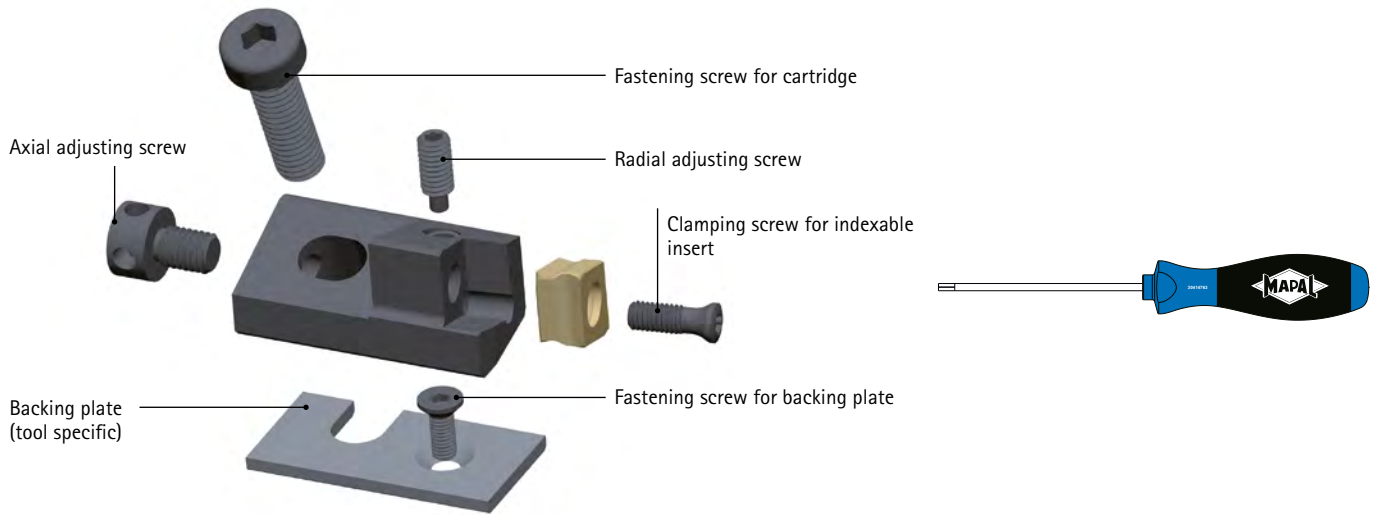 Fastening screw for cartridge
Axial adjusting screw
Radial adjusting screw
Clamping screw for indexable
insert
Backing plate
(tool specific)
Fastening screw for backing plate
MAPAL